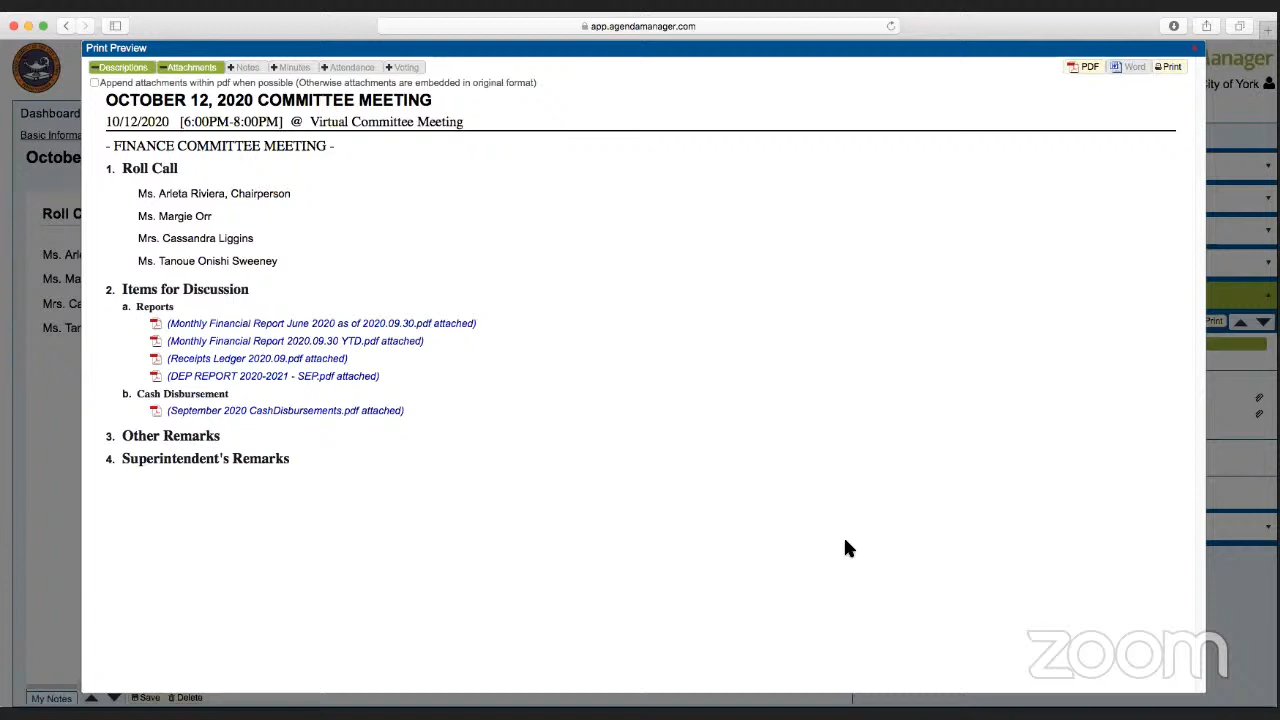 app.agendamanager.com
Print Preview
Descriptions Attachments Notes Minutes Attendance Voting
PDF Word Print
Append attachments within pdf when possible (Otherwise attachments are embedded in original format)
OCTOBER 12, 2020 COMMITTEE MEETING
10/12/2020 [6:00PM-8:00PM] @ Virtual Committee Meeting
- FINANCE COMMITTEE MEETING -
1. Roll Call
Ms. Arleta Riviera, Chairperson
Ms. Margie Orr
Mrs. Cassandra Liggins
Ms. Tanoue Onishi Sweeney
2. Items for Discussion
a. Reports
(Monthly Financial Report June 2020 as of 2020.09.30.pdf attached)
(Monthly Financial Report 2020.09.30 YTD.pdf attached)
(Receipts Ledger 2020.09.pdf attached)
(DEP REPORT 2020-2021 - SEP.pdf attached)
b. Cash Disbursement
(September 2020 CashDisbursements.pdf attached)
3. Other Remarks
4. Superintendent's Remarks
Dashboard
Basic Informa
Octobe
Roll C
Ms. Arl
Ms. Ma
Mrs. Ca
Ms. Tar
anager
City of York
Print
My Notes Save Delete
zoom